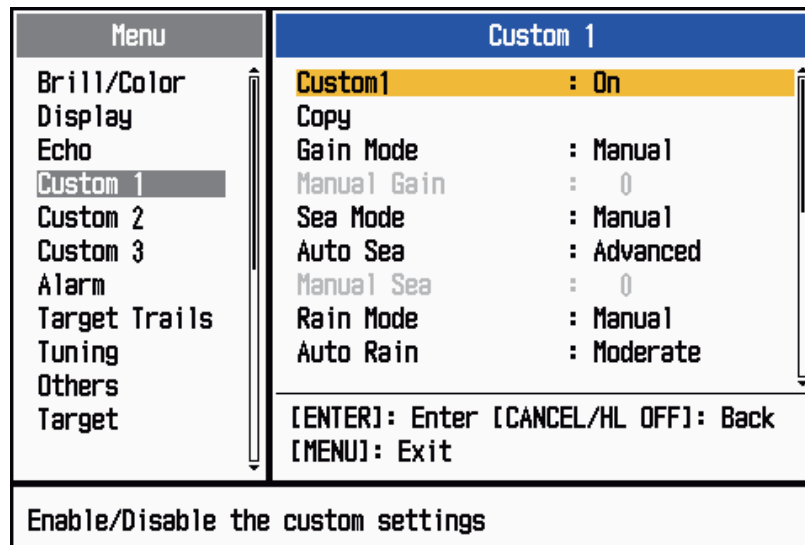 Menu
Brill/Color
Display
Echo
Custom 1
Custom 2
Custom 3
Alarm
Target Trails
Tuning
Others
Target
Custom 1
Custom1 : On
Copy
Gain Mode : Manual
Manual Gain : 0
Sea Mode : Manual
Auto Sea : Advanced
Manual Sea : 0
Rain Mode : Manual
Auto Rain : Moderate
[ENTER]: Enter [CANCEL/HL OFF]: Back
[MENU]: Exit
Enable/Disable the custom settings